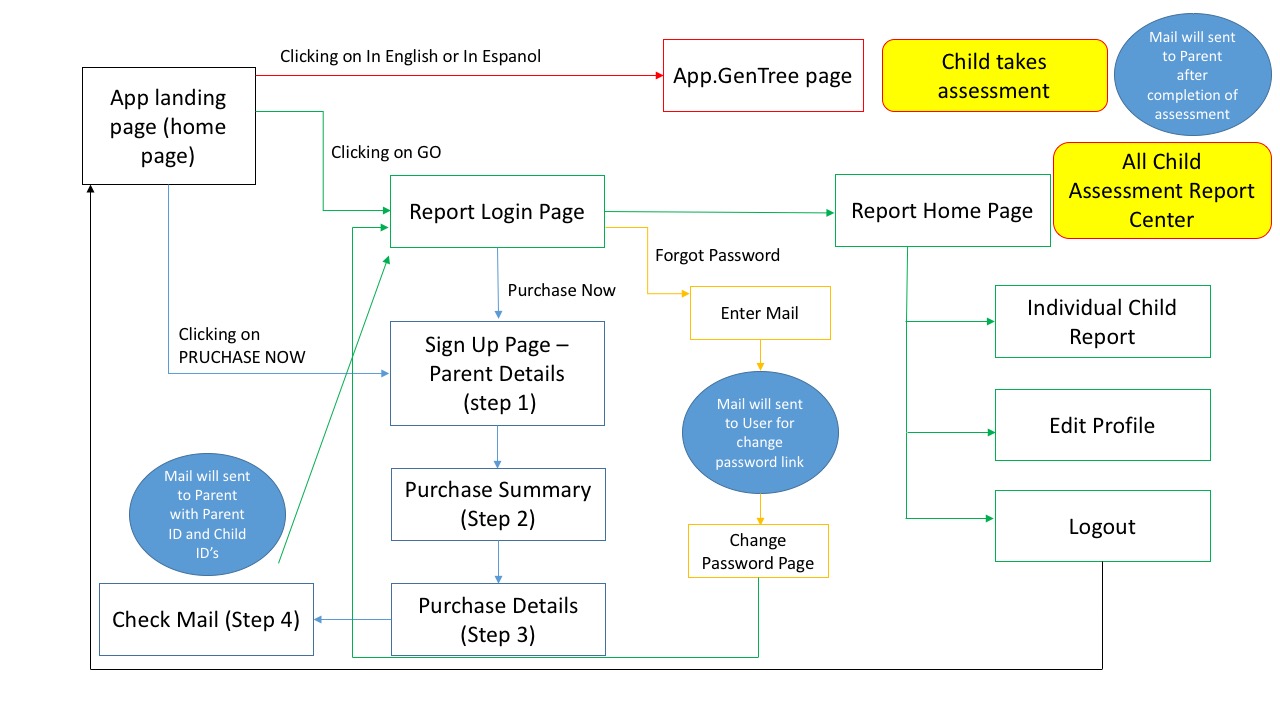 Clicking on In English or In Espanol
App landing
page (home
page)
App.GenTree page
Child takes
assessment
Mail will sent
to Parent
after
completion of
assessment
Clicking on GO
Report Login Page
Report Home Page
All Child
Assessment Report
Center
Forgot Password
Purchase Now
Enter Mail
Individual Child
Report
Clicking on
PRUCHASE NOW
Sign Up Page –
Parent Details
(step 1)
Mail will sent
to User for
change
password link
Edit Profile
Mail will sent
to Parent
with Parent
ID and Child
ID’s
Purchase Summary
(Step 2)
Change
Password Page
Logout
Check Mail (Step 4)
Purchase Details
(Step 3)